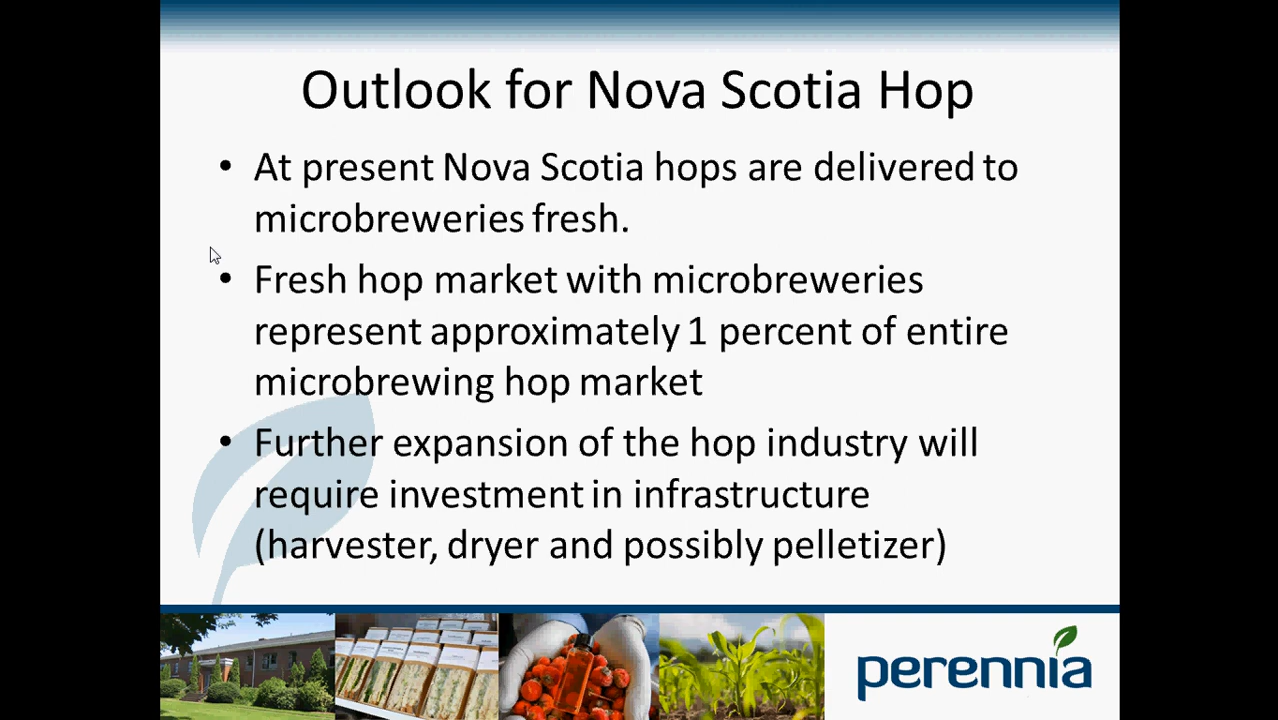 Outlook for Nova Scotia Hop
• At present Nova Scotia hops are delivered to
microbreweries fresh.
• Fresh hop market with microbreweries
represent approximately 1 percent of entire
microbrewing hop market
• Further expansion of the hop industry will
require investment in infrastructure
(harvester, dryer and possibly pelletizer)
perennia